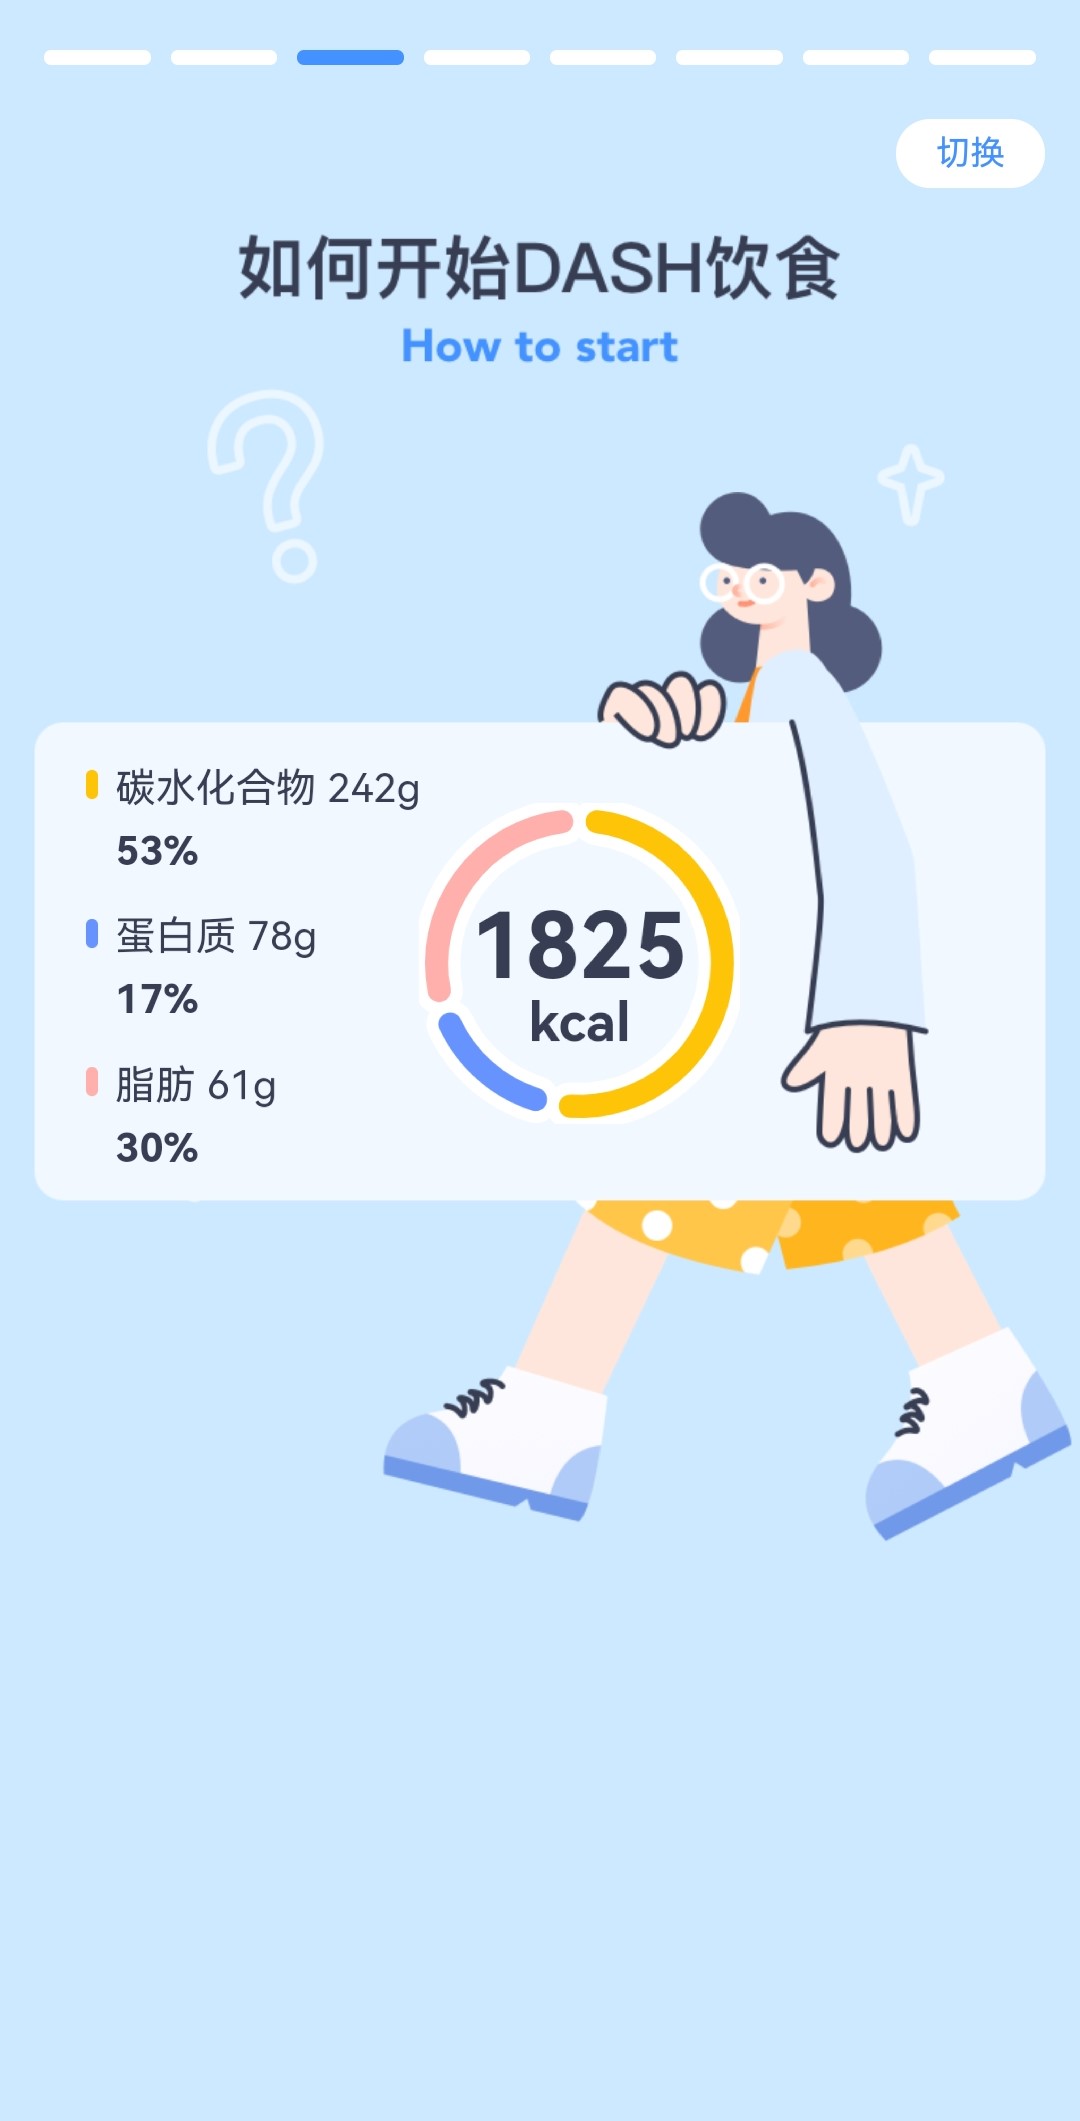 切换
如何开始DASH饮食
How to start
碳水化合物 242g
53%
蛋白质 78g
17%
脂肪 61g
30%
1825
kcal